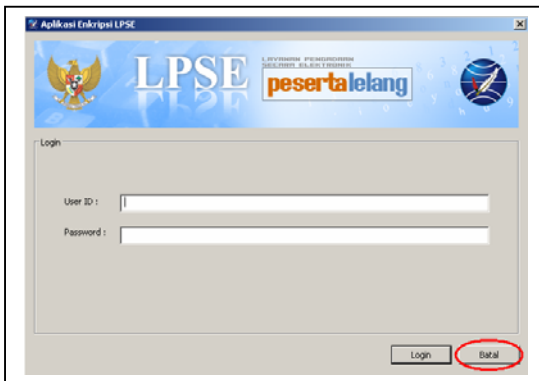 Aplikasi Enkripsi LPSE
LPSE
LAYANAN PENGADAAN
SECARA ELEKTRONIK
pesertalelang
Login
User ID :
Password :
Login
Batal